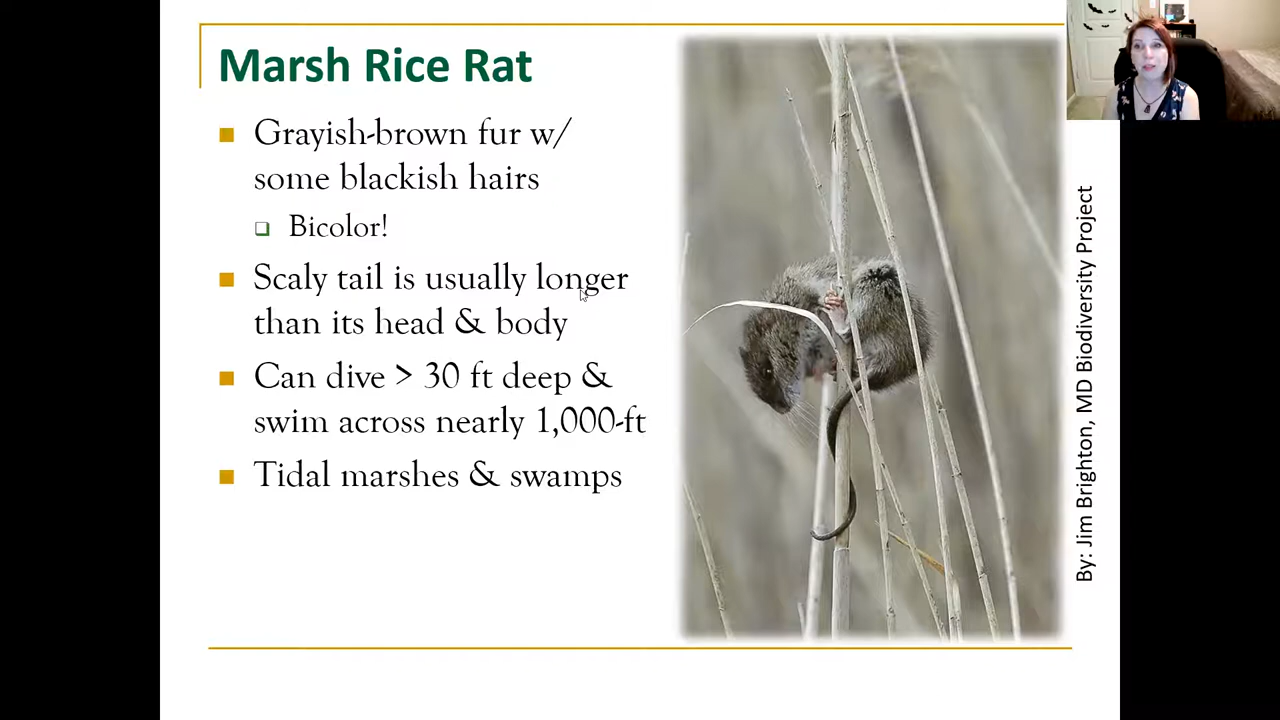 Marsh Rice Rat
Grayish-brown fur w/
some blackish hairs
Bicolor!
Scaly tail is usually longer
than its head & body
Can dive > 30 ft deep &
swim across nearly 1,000-ft
Tidal marshes & swamps
By: Jim Brighton, MD Biodiversity Project